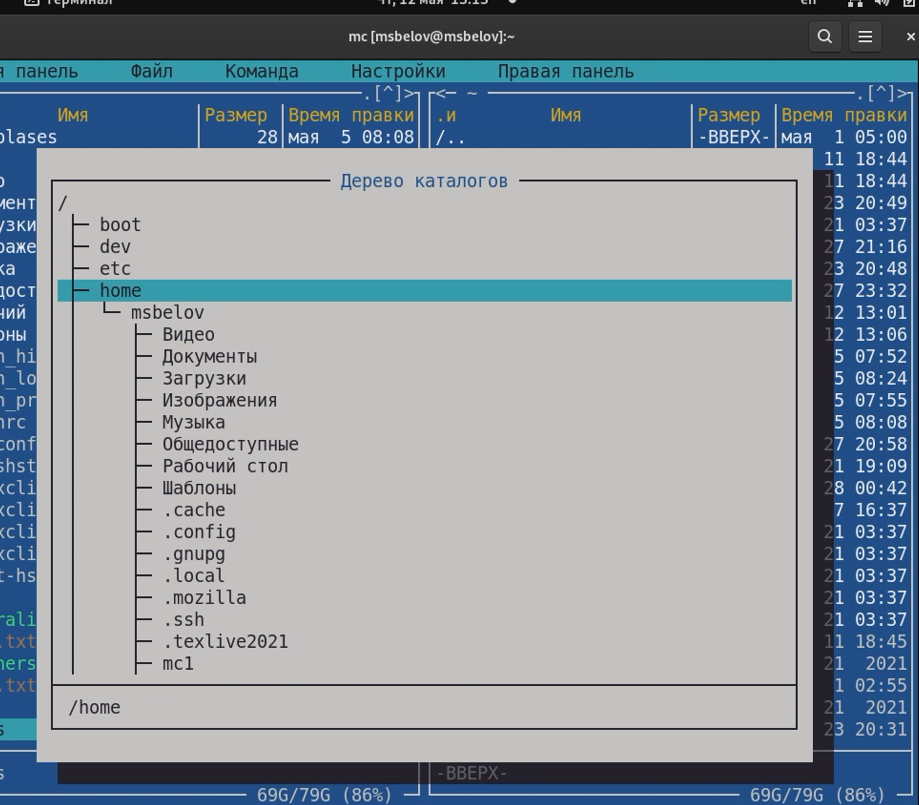 Терминал
Чт, 12 мая 13:13
en
mc [msbelov@msbelov]:~
я панель Файл Команда Настройки Правая панель
.[^]> <─ ~ .[^]>
Имя Размер Время правки .и Имя Размер Время правки
plases 28 мая 5 08:08 /.. -ВВЕРХ- мая 1 05:00
11 18:44
Дерево каталогов 11 18:44
мент / 23 20:49
узки boot 21 03:37
раже dev 27 21:16
ка etc 23 20:48
дост home 27 23:32
чий msbelov 12 13:01
оны Видео 12 13:06
n_hi Документы 5 07:52
n_lo Загрузки 5 08:24
n_pr Изображения 5 07:55
nrc Музыка 5 08:08
conf Общедоступные 27 20:58
shst Рабочий стол 21 19:09
xcli Шаблоны 28 00:42
xcli .cache 7 16:37
xcli .config 21 03:37
xcli .gnupg 21 03:37
t-hs .local 21 03:37
.mozilla 21 03:37
rali .ssh 21 03:37
.txt .texlive2021 11 18:45
ners mc1 21 2021
.txt 1 02:55
/home 21 2021
s 23 20:31
s -ВВЕРХ-
69G/79G (86%) 69G/79G (86%)